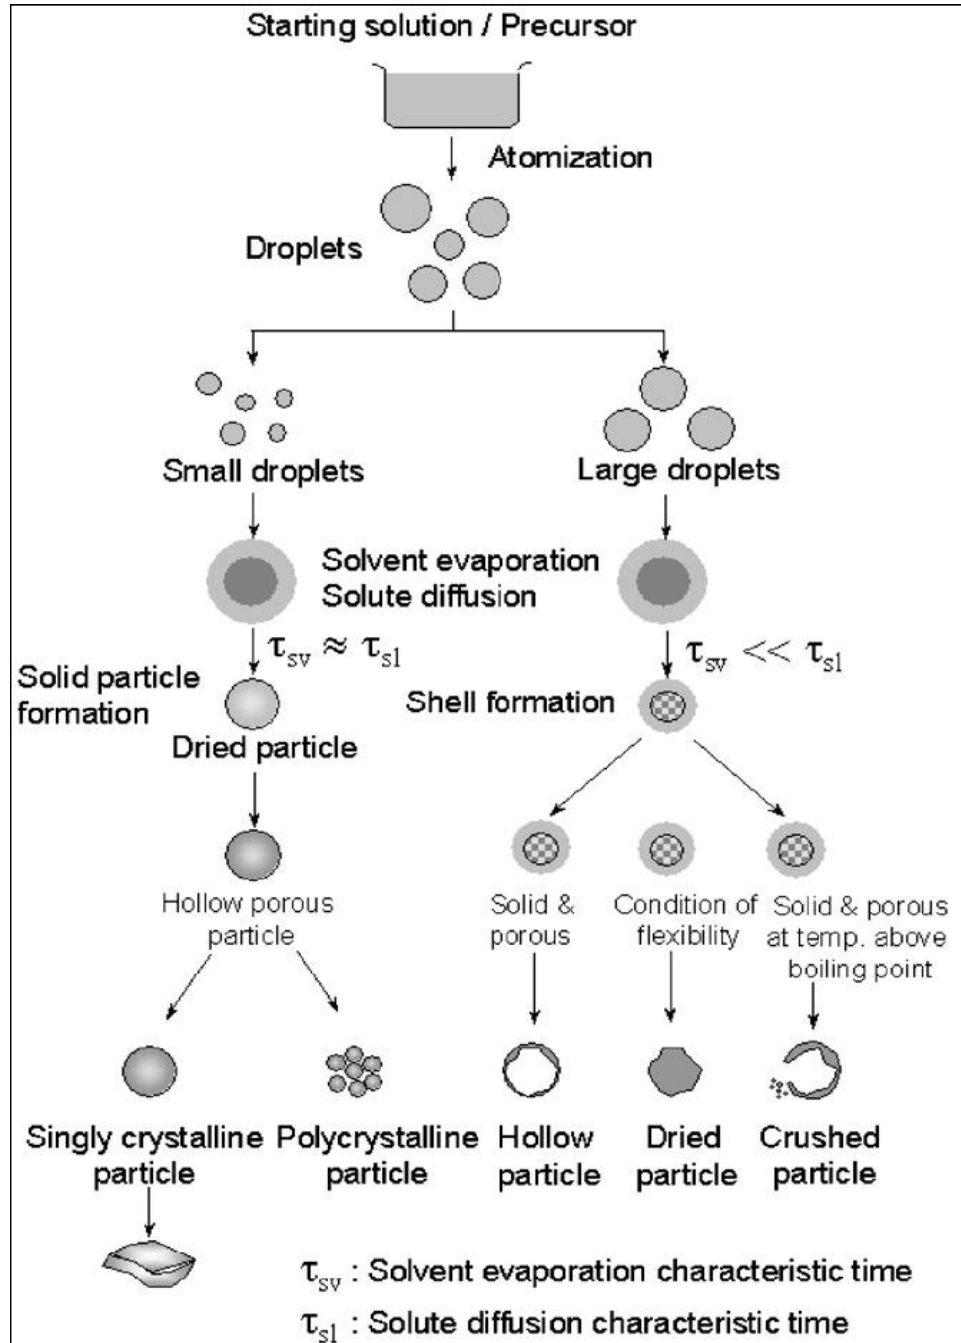 Starting solution / Precursor
Atomization
Droplets
Small droplets
Large droplets
Solvent evaporation
Solute diffusion
τsv ≈ τsl
τsv << τsl
Solid particle
formation
Shell formation
Dried particle
Hollow porous
particle
Solid &
porous
Condition of
flexibility
Solid & porous
at temp. above
boiling point
Singly crystalline
particle
Polycrystalline
particle
Hollow
particle
Dried
particle
Crushed
particle
τsv : Solvent evaporation characteristic time
τsl : Solute diffusion characteristic time